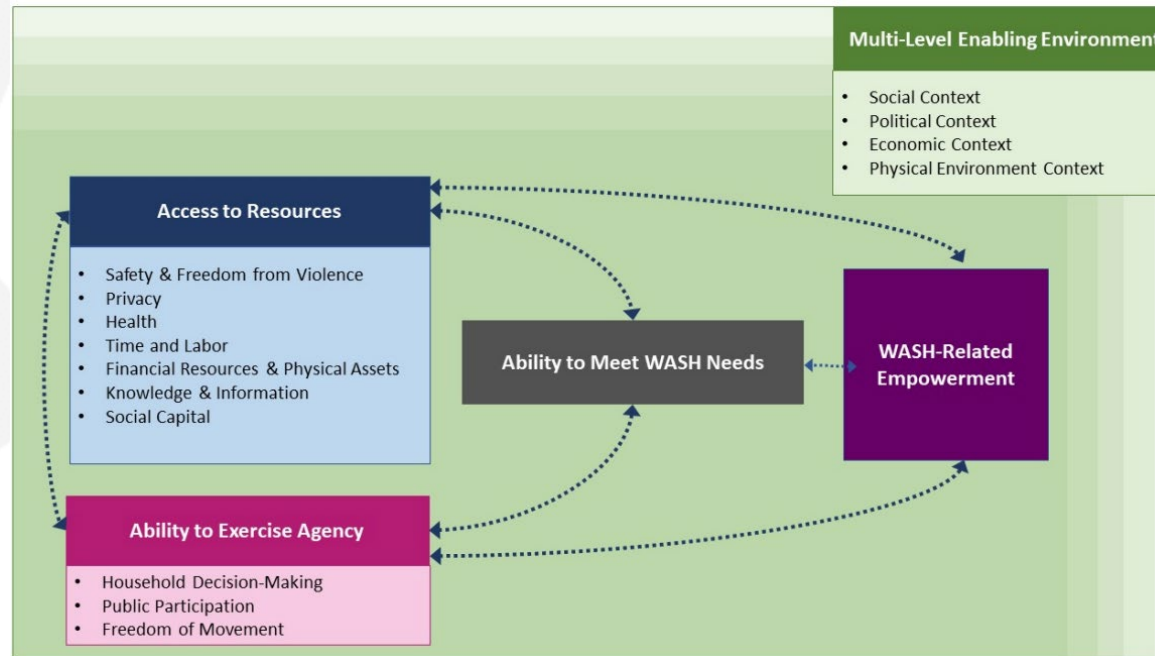 Multi-Level Enabling Environment
• Social Context
• Political Context
• Economic Context
• Physical Environment Context
Access to Resources
• Safety & Freedom from Violence
• Privacy
• Health
• Time and Labor
• Financial Resources & Physical Assets
• Knowledge & Information
• Social Capital
Ability to Meet WASH Needs
WASH-Related
Empowerment
Ability to Exercise Agency
• Household Decision-Making
• Public Participation
• Freedom of Movement